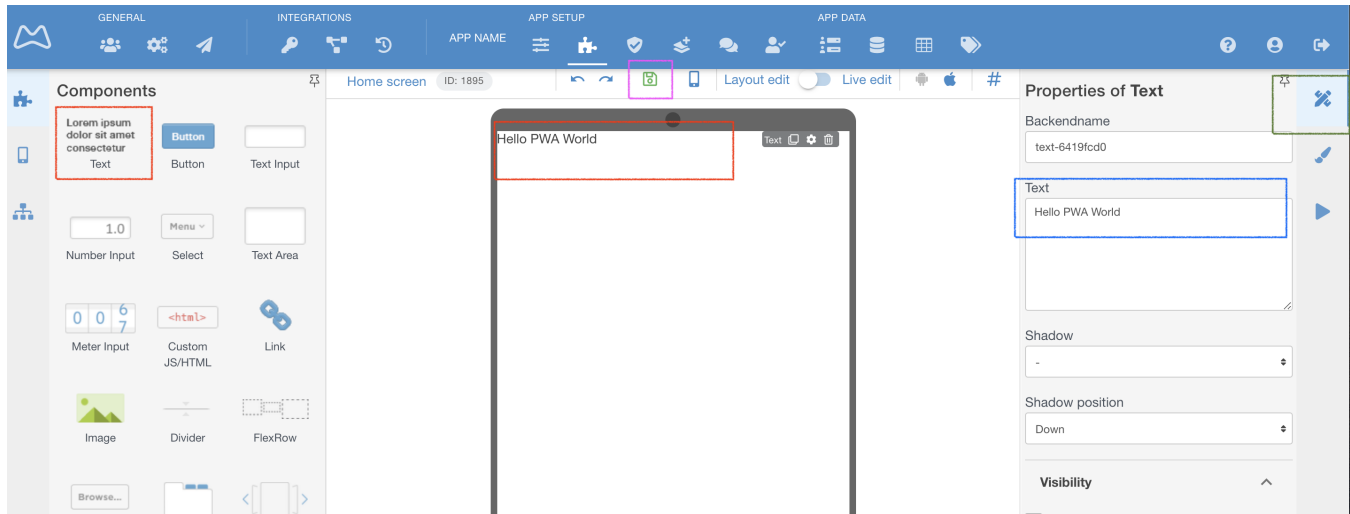 GENERAL
INTEGRATIONS
APP SETUP
APP DATA
APP NAME
Components
Home screen
ID: 1895
Layout edit
Live edit
#
Properties of Text
Backendname
text-6419fcd0
Text
Hello PWA World
Shadow
-
Shadow position
Down
Visibility
Lorem ipsum
dolor sit amet
consectetur
Text
Button
Button
Text Input
1.0
Number Input
Menu
Select
Text Area
0 0 6
7
Meter Input
<html>
Custom
JS/HTML
Link
Image
Divider
FlexRow
Browse...
Hello PWA World
Text